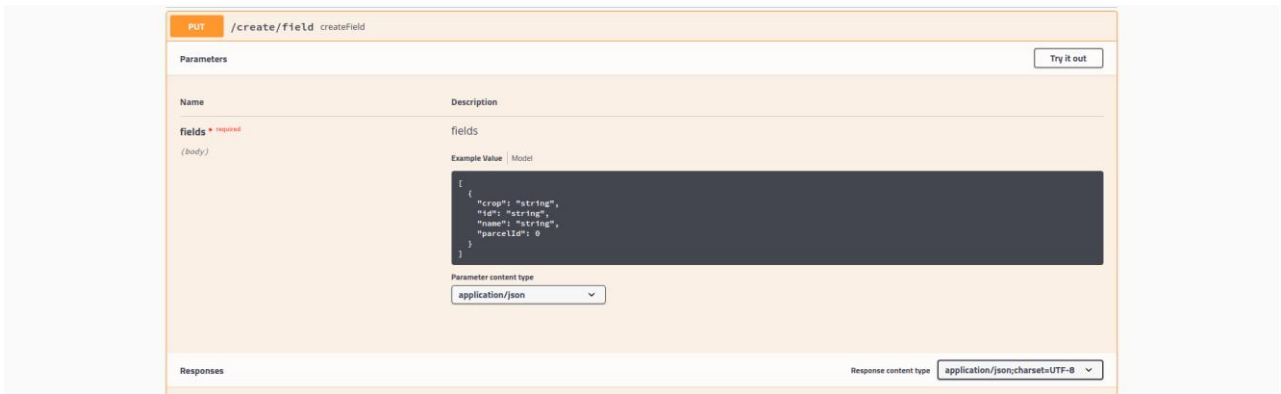 PUT /create/field createField
Parameters Try it out
Name Description
fields * required fields
(body)
Example Value Model
[
{
"crop": "string",
"id": "string",
"name": "string",
"parcelId": 0
}
]
Parameter content type
application/json
Responses Response content type application/json;charset=UTF-8